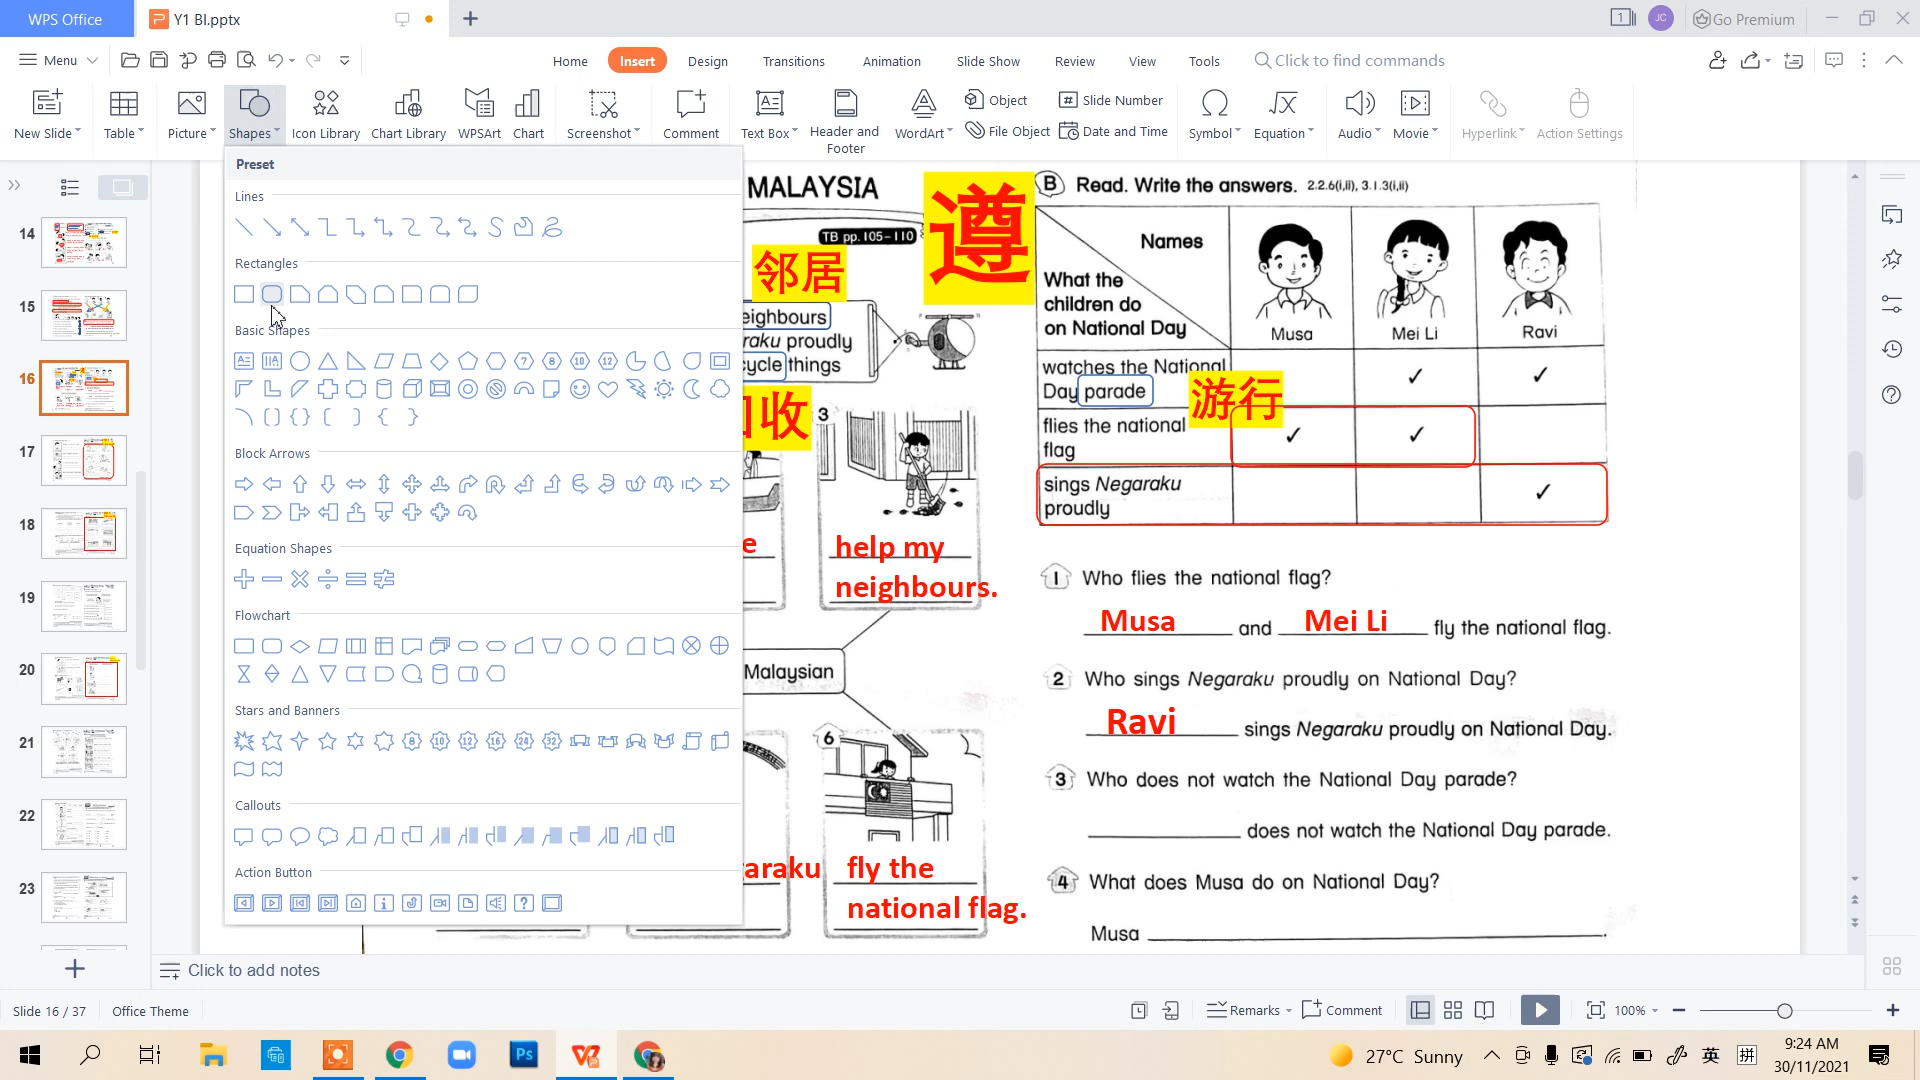 WPS Office
Y1 BI.pptx
1
JC
Go Premium
Menu
Home
Insert
Design
Transitions
Animation
Slide Show
Review
View
Tools
Click to find commands
New Slide
Table
Picture
Shapes
Icon Library
Chart Library
WPSArt
Chart
Screenshot
Comment
Text Box
Header and Footer
WordArt
Object
File Object
Slide Number
Date and Time
Symbol
Equation
Audio
Movie
Hyperlink
Action Settings
Preset
Lines
Rectangles
Basic Shapes
Block Arrows
Equation Shapes
Flowchart
Stars and Banners
Callouts
Action Button
14
15
16
17
18
19
20
21
22
23
MALAYSIA
TB pp. 105–110
遵
邻居
eighbours
raku proudly
ycle things
收
3
e
help my
neighbours.
Malaysian
6
araku
fly the
national flag.
B Read. Write the answers. 2.2.6(i,ii), 3.1.3(i,ii)
Names
What the
children do
on National Day
Musa
Mei Li
Ravi
watches the National
Day parade
✓ ✓
游行
flies the national
flag
✓ ✓
sings Negaraku
proudly
✓
1 Who flies the national flag?
Musa and Mei Li fly the national flag.
2 Who sings Negaraku proudly on National Day?
Ravi sings Negaraku proudly on National Day.
3 Who does not watch the National Day parade?
does not watch the National Day parade.
4 What does Musa do on National Day?
Musa .
Click to add notes
Slide 16 / 37
Office Theme
Remarks
Comment
100%
27°C Sunny
英
拼
9:24 AM
30/11/2021